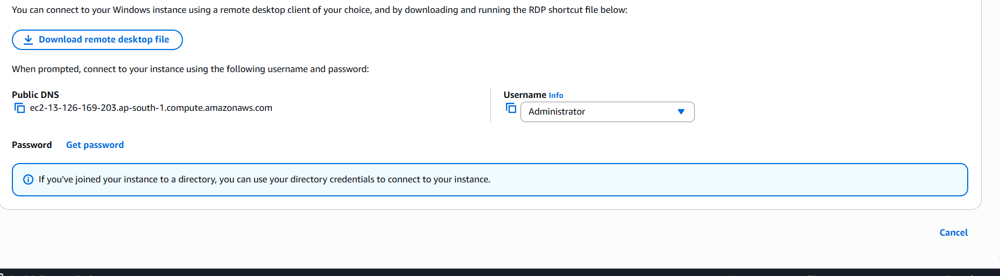 You can connect to your Windows instance using a remote desktop client of your choice, and by downloading and running the RDP shortcut file below:
Download remote desktop file
When prompted, connect to your instance using the following username and password:
Public DNS
ec2-13-126-169-203.ap-south-1.compute.amazonaws.com
Username Info
Administrator
Password Get password
If you've joined your instance to a directory, you can use your directory credentials to connect to your instance.
Cancel